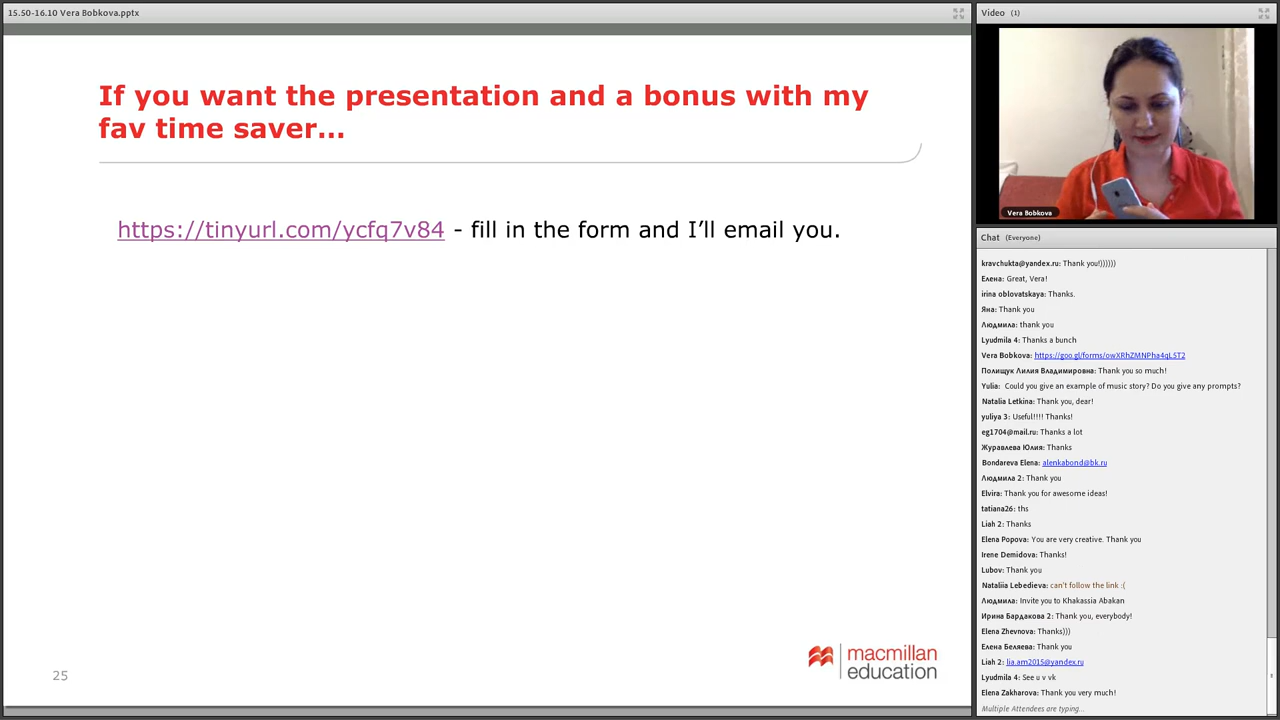 15.50-16.10 Vera Bobkova.pptx
If you want the presentation and a bonus with my
fav time saver...
https://tinyurl.com/ycfq7v84 - fill in the form and I’ll email you.
25
macmillan
education
Video (1)
Vera Bobkova
Chat (Everyone)
kravchukta@yandex.ru: Thank you!))))))
Елена: Great, Vera!
irina oblovatskaya: Thanks.
Яна: Thank you
Людмила: thank you
Lyudmila 4: Thanks a bunch
Vera Bobkova: https://goo.gl/forms/owXRhZMNPha4qL5T2
Полищук Лилия Владимировна: Thank you so much!
Yulia: Could you give an example of music story? Do you give any prompts?
Natalia Letkina: Thank you, dear!
yuliya 3: Useful!!!! Thanks!
eg1704@mail.ru: Thanks a lot
Журавлева Юлия: Thanks
Bondareva Elena: alenkabond@bk.ru
Людмила 2: Thank you
Elvira: Thank you for awesome ideas!
tatiana26: ths
Liah 2: Thanks
Elena Popova: You are very creative. Thank you
Irene Demidova: Thanks!
Lubov: Thank you
Nataliia Lebedieva: can't follow the link :(
Людмила: Invite you to Khakassia Abakan
Ирина Бардакова 2: Thank you, everybody!
Elena Zhevnova: Thanks)))
Елена Беляева: Thank you
Liah 2: lia.am2015@yandex.ru
Lyudmila 4: See u v vk
Elena Zakharova: Thank you very much!
Multiple Attendees are typing...